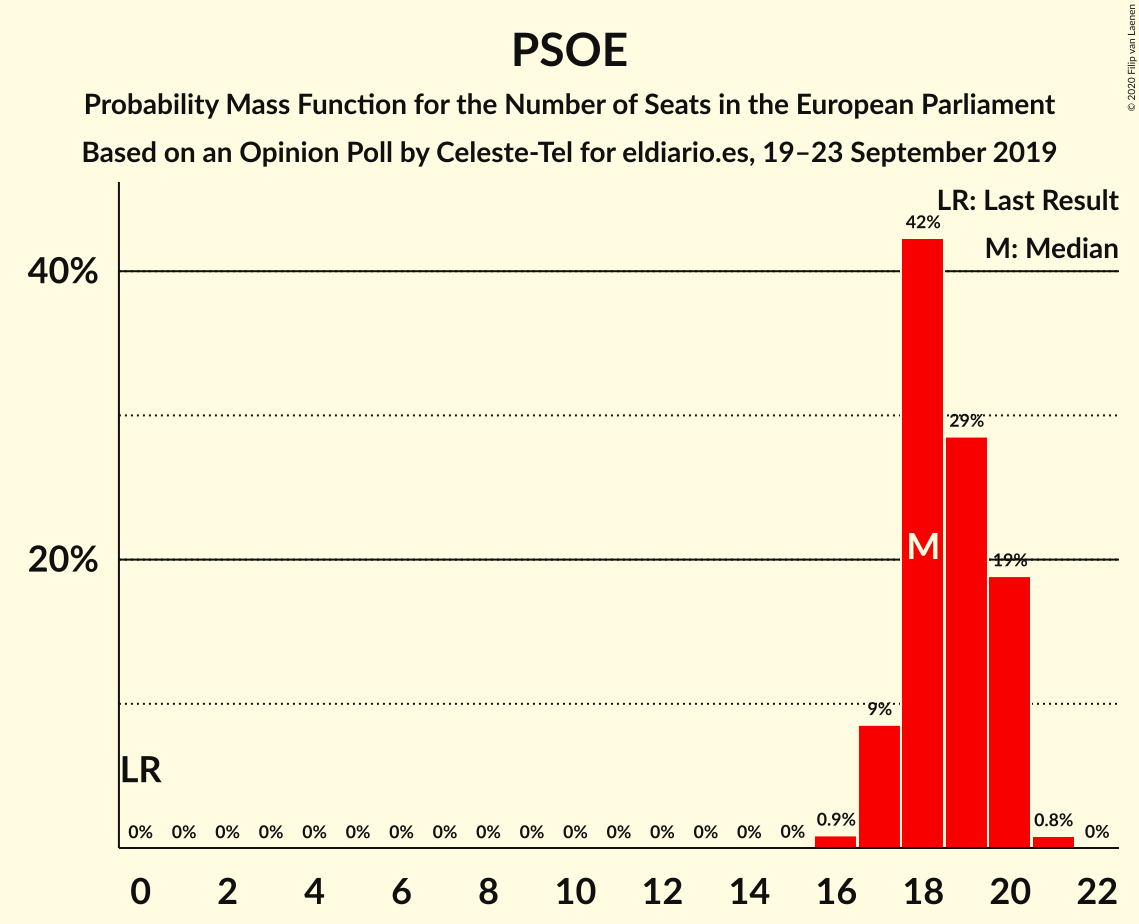 PSOE
Probability Mass Function for the Number of Seats in the European Parliament
Based on an Opinion Poll by Celeste-Tel for eldiario.es, 19–23 September 2019
© 2020 Filip van Laenen
LR: Last Result
M: Median
42%
40%
29%
M
20%
19%
9%
LR
0% 0% 0% 0% 0% 0% 0% 0% 0% 0% 0% 0% 0% 0% 0% 0% 0.9% 0.8% 0%
0 2 4 6 8 10 12 14 16 18 20 22